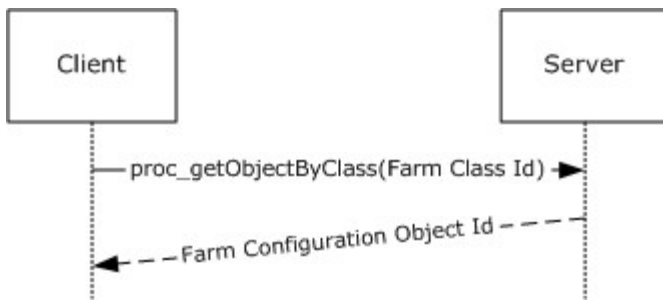 Client
Server
proc_getObjectByClass(Farm Class Id)
Farm Configuration Object Id